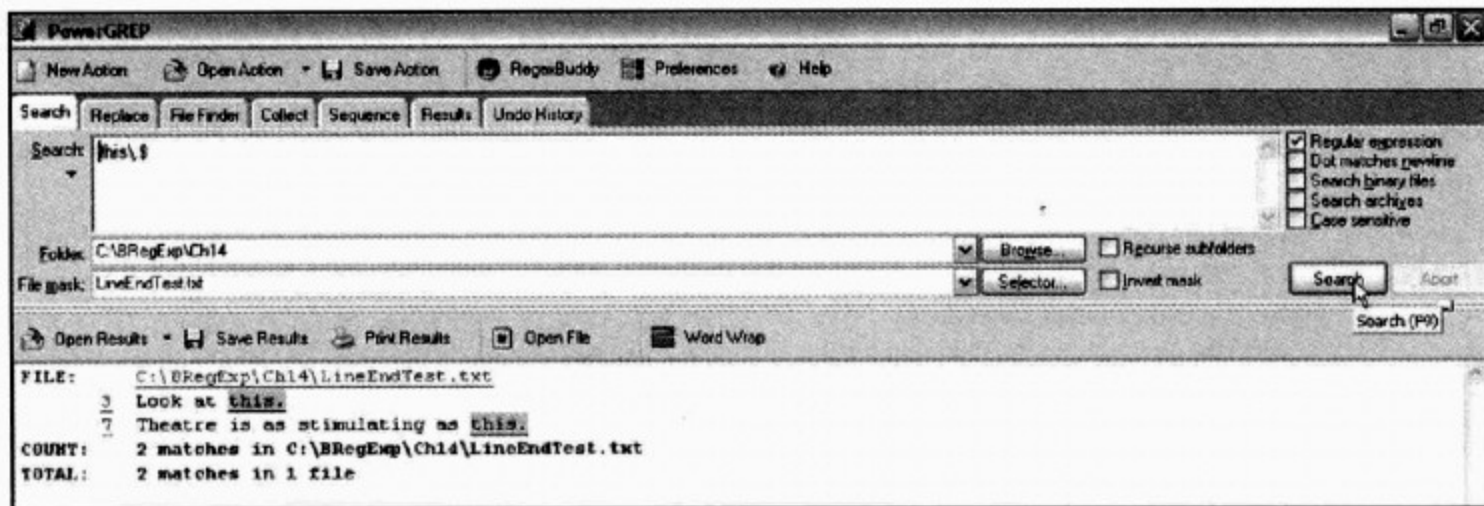 PowerGREP
New Action Open Action Save Action RegexBuddy Preferences Help
Search Replace File Finder Collect Sequence Results Undo History
Search: this\.$
Regular expression
Dot matches newline
Search binary files
Search archives
Case sensitive
Folder: C:\BRegExp\Ch14 Browse... Recurse subfolders
File mask: LineEndTest.txt Selector... Invert mask Search Abort
Search (F9)
Open Results Save Results Print Results Open File Word Wrap
FILE: C:\BRegExp\Ch14\LineEndTest.txt
3 Look at this.
7 Theatre is as stimulating as this.
COUNT: 2 matches in C:\BRegExp\Ch14\LineEndTest.txt
TOTAL: 2 matches in 1 file